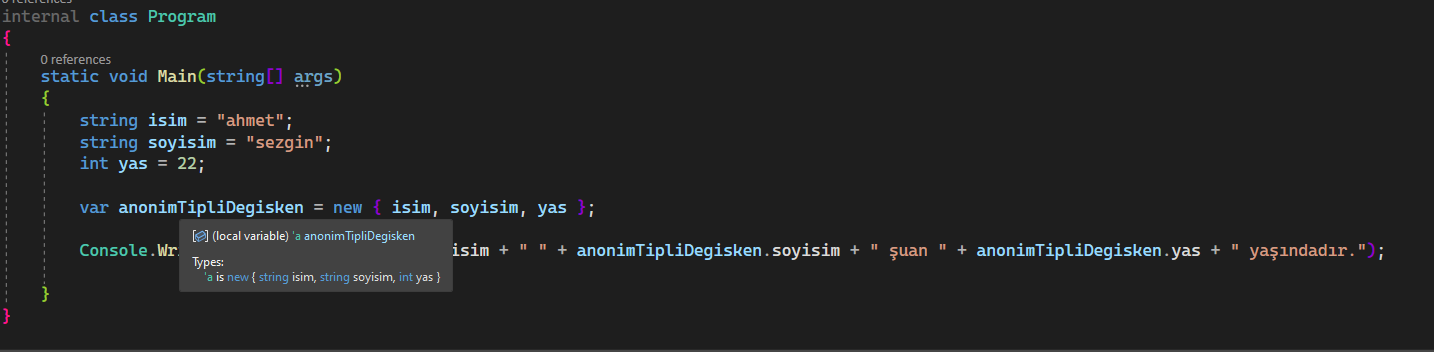 0 references
internal class Program
{
0 references
static void Main(string[] args)
{
string isim = "ahmet";
string soyisim = "sezgin";
int yas = 22;
var anonimTipliDegisken = new { isim, soyisim, yas };
(local variable) 'a anonimTipliDegisken
Console.Wr isim + " " + anonimTipliDegisken.soyisim + " şuan " + anonimTipliDegisken.yas + " yaşındadır.");
Types:
'a is new { string isim, string soyisim, int yas }
}
}